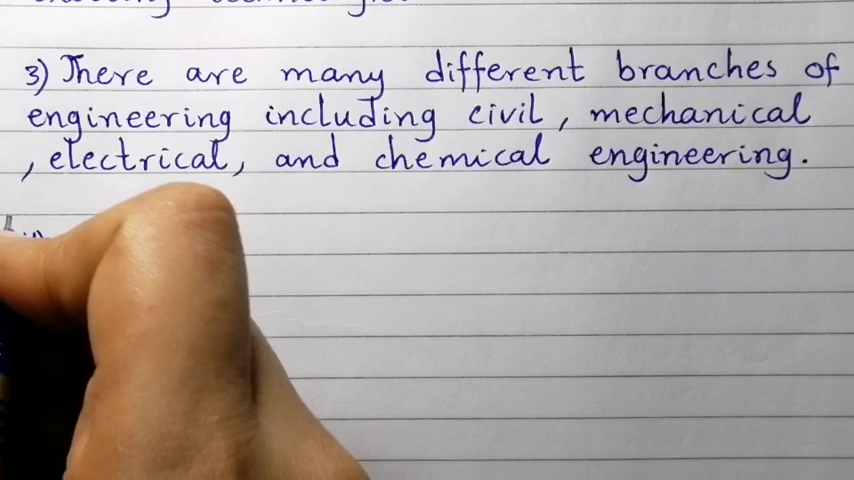 3) There are many different branches of
engineering including civil, mechanical
, electrical, and chemical engineering.